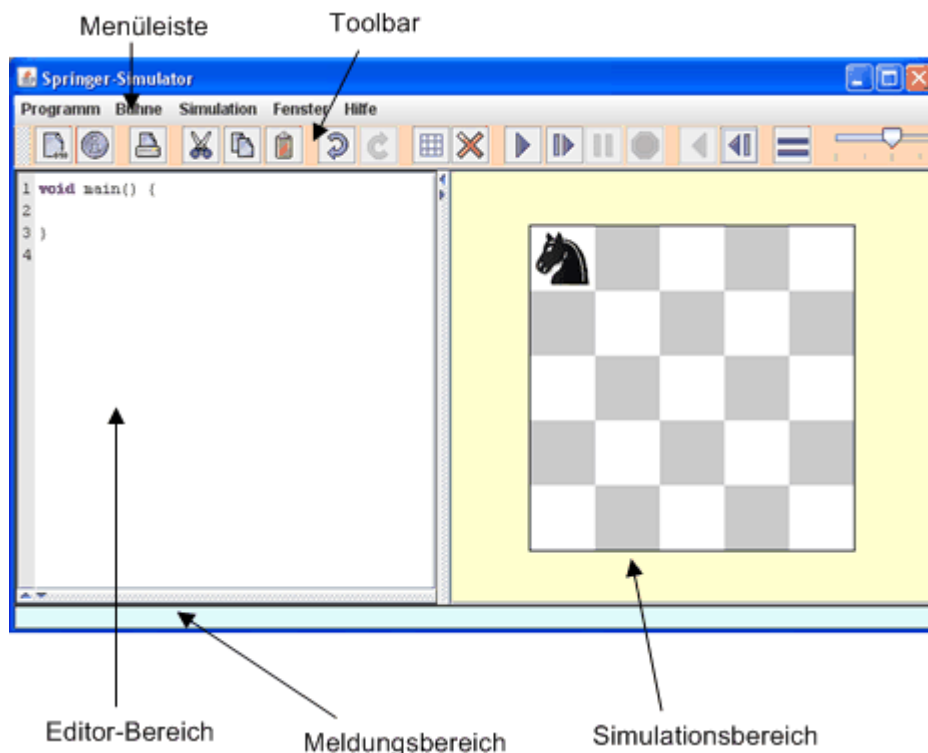 Menüleiste
Toolbar
Springer-Simulator
Programm Bühne Simulation Fenster Hilfe
1 void main() {
2
3 }
4
Editor-Bereich
Meldungsbereich
Simulationsbereich